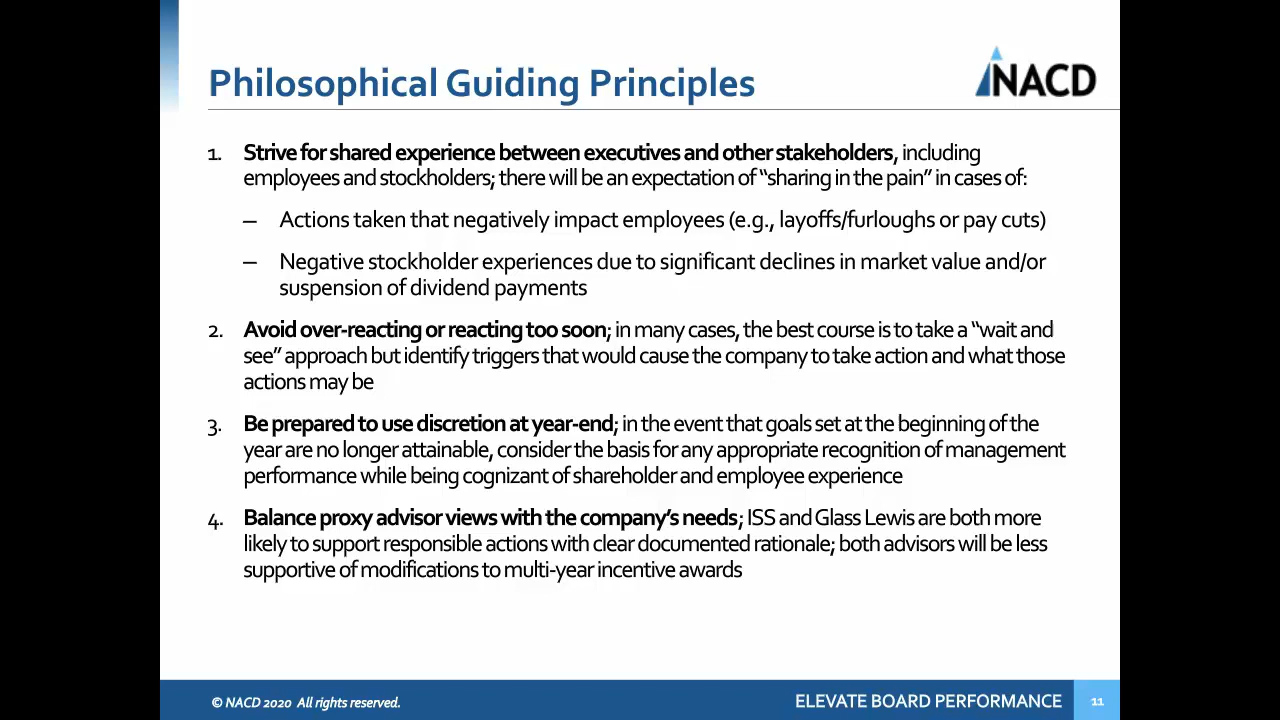 Philosophical Guiding Principles
NACD
1. Strive for shared experience between executives and other stakeholders, including
employees and stockholders; there will be an expectation of “sharing in the pain” in cases of:
– Actions taken that negatively impact employees (e.g., layoffs/furloughs or pay cuts)
– Negative stockholder experiences due to significant declines in market value and/or
suspension of dividend payments
2. Avoid over-reacting or reacting too soon; in many cases, the best course is to take a “wait and
see” approach but identify triggers that would cause the company to take action and what those
actions may be
3. Be prepared to use discretion at year-end; in the event that goals set at the beginning of the
year are no longer attainable, consider the basis for any appropriate recognition of management
performance while being cognizant of shareholder and employee experience
4. Balance proxy advisor views with the company’s needs; ISS and Glass Lewis are both more
likely to support responsible actions with clear documented rationale; both advisors will be less
supportive of modifications to multi-year incentive awards
© NACD 2020 All rights reserved.
ELEVATE BOARD PERFORMANCE
11